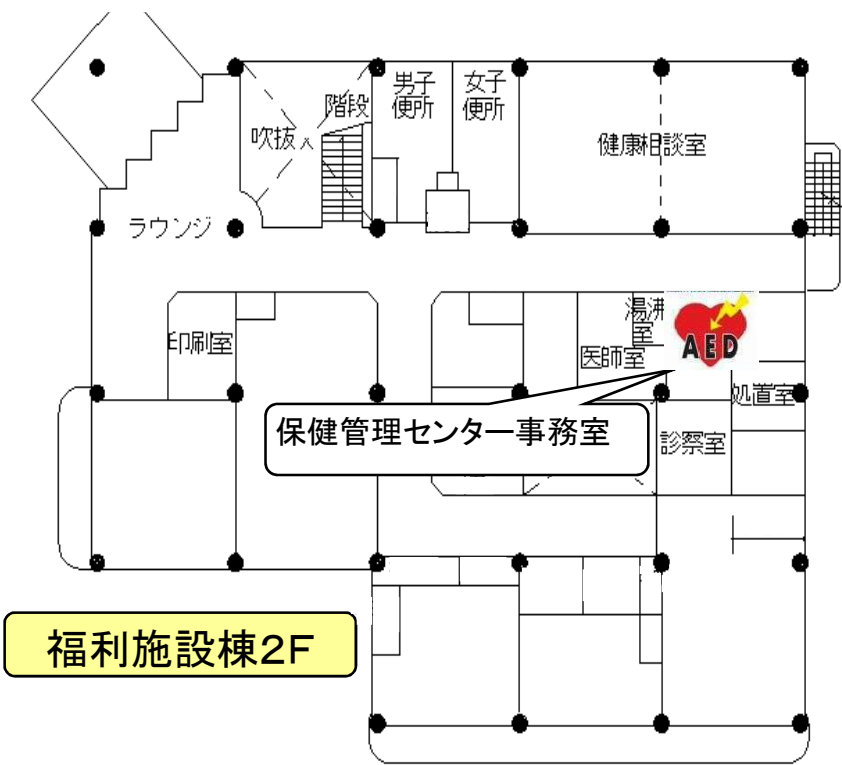 男子
便所
女子
便所
階段
吹抜
健康相談室
ラウンジ
湯沸
室
AED
印刷室
医師室
処置室
保健管理センター事務室
診察室
福利施設棟2F